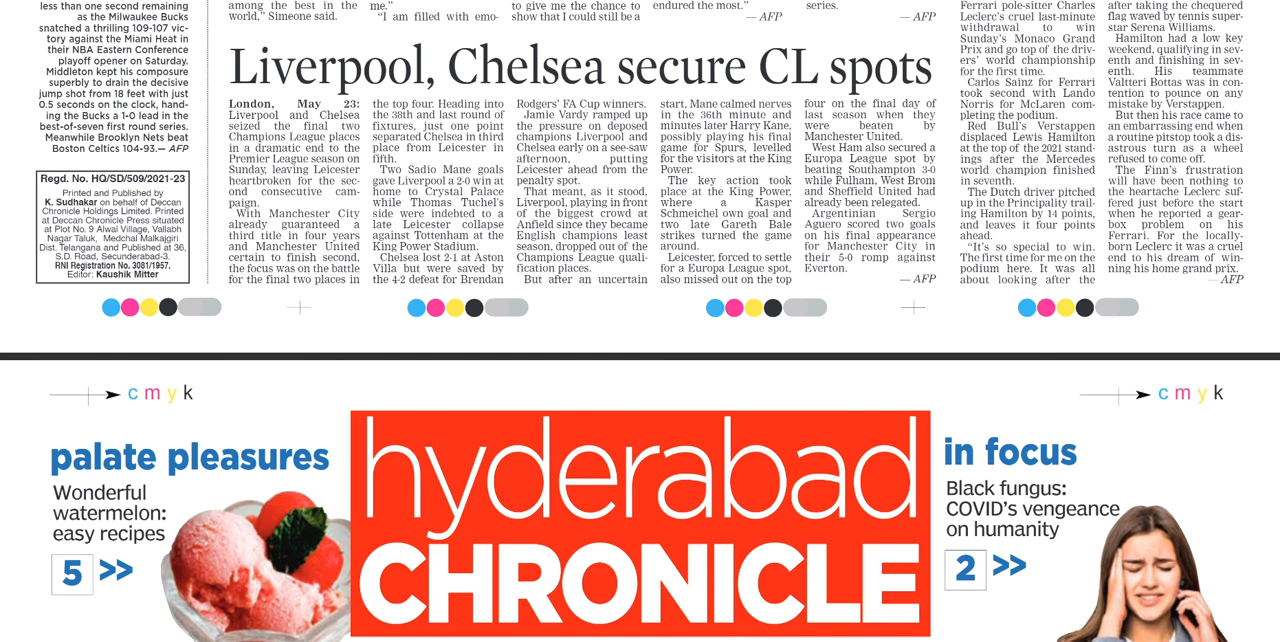 less than one second remaining
as the Milwaukee Bucks
snatched a thrilling 109-107 vic-
tory against the Miami Heat in
their NBA Eastern Conference
playoff opener on Saturday.
Middleton kept his composure
superbly to drain the decisive
jump shot from 18 feet with just
0.5 seconds on the clock, hand-
ing the Bucks a 1-0 lead in the
best-of-seven first round series.
Meanwhile Brooklyn Nets beat
Boston Celtics 104-93.— AFP
Regd. No. HQ/SD/509/2021-23
Printed and Published by
K. Sudhakar on behalf of Deccan
Chronicle Holdings Limited. Printed
at Deccan Chronicle Press situated
at Plot No. 9 Alwal Village, Vallabh
Nagar Taluk, Medchal Malkajgiri
Dist. Telangana and Published at 36,
S.D. Road, Secunderabad-3.
RNI Registration No. 3081/1957.
Editor: Kaushik Mitter
among the best in the
world,” Simeone said.
me.”
“I am filled with emo-
to give me the chance to
show that I could still be a
endured the most.”
— AFP
series.
— AFP
Liverpool, Chelsea secure CL spots
London, May 23:
Liverpool and Chelsea
seized the final two
Champions League places
in a dramatic end to the
Premier League season on
Sunday, leaving Leicester
heartbroken for the sec-
ond consecutive cam-
paign.
With Manchester City
already guaranteed a
third title in four years
and Manchester United
certain to finish second,
the focus was on the battle
for the final two places in
the top four. Heading into
the 38th and last round of
fixtures, just one point
separated Chelsea in third
place from Leicester in
fifth.
Two Sadio Mane goals
gave Liverpool a 2-0 win at
home to Crystal Palace
while Thomas Tuchel's
side were indebted to a
late Leicester collapse
against Tottenham at the
King Power Stadium.
Chelsea lost 2-1 at Aston
Villa but were saved by
the 4-2 defeat for Brendan
Rodgers' FA Cup winners.
Jamie Vardy ramped up
the pressure on deposed
champions Liverpool and
Chelsea early on a see-saw
afternoon, putting
Leicester ahead from the
penalty spot.
That meant, as it stood,
Liverpool, playing in front
of the biggest crowd at
Anfield since they became
English champions least
season, dropped out of the
Champions League quali-
fication places.
But after an uncertain
start, Mane calmed nerves
in the 36th minute and
minutes later Harry Kane,
possibly playing his final
game for Spurs, levelled
for the visitors at the King
Power.
The key action took
place at the King Power,
where a Kasper
Schmeichel own goal and
two late Gareth Bale
strikes turned the game
around.
Leicester, forced to settle
for a Europa League spot,
also missed out on the top
four on the final day of
last season when they
were beaten by
Manchester United.
West Ham also secured a
Europa League spot by
beating Southampton 3-0
while Fulham, West Brom
and Sheffield United had
already been relegated.
Argentinian Sergio
Aguero scored two goals
on his final appearance
for Manchester City in
their 5-0 romp against
Everton.
— AFP
Ferrari pole-sitter Charles
Leclerc's cruel last-minute
withdrawal to win
Sunday's Monaco Grand
Prix and go top of the driv-
ers' world championship
for the first time.
Carlos Sainz for Ferrari
took second with Lando
Norris for McLaren com-
pleting the podium.
Red Bull's Verstappen
displaced Lewis Hamilton
at the top of the 2021 stand-
ings after the Mercedes
world champion finished
in seventh.
The Dutch driver pitched
up in the Principality trail-
ing Hamilton by 14 points,
and leaves it four points
ahead.
“It's so special to win.
The first time for me on the
podium here. It was all
about looking after the
after taking the chequered
flag waved by tennis super-
star Serena Williams.
Hamilton had a low key
weekend, qualifying in sev-
enth and finishing in sev-
enth. His teammate
Valtteri Bottas was in con-
tention to pounce on any
mistake by Verstappen.
But then his race came to
an embarrassing end when
a routine pitstop took a dis-
astrous turn as a wheel
refused to come off.
The Finn's frustration
will have been nothing to
the heartache Leclerc suf-
fered just before the start
when he reported a gear-
box problem on his
Ferrari. For the locally-
born Leclerc it was a cruel
end to his dream of win-
ning his home grand prix.
— AFP
c m y k
c m y k
palate pleasures
Wonderful
watermelon:
easy recipes
5 >>
hyderabad
CHRONICLE
in focus
Black fungus:
COVID's vengeance
on humanity
2 >>